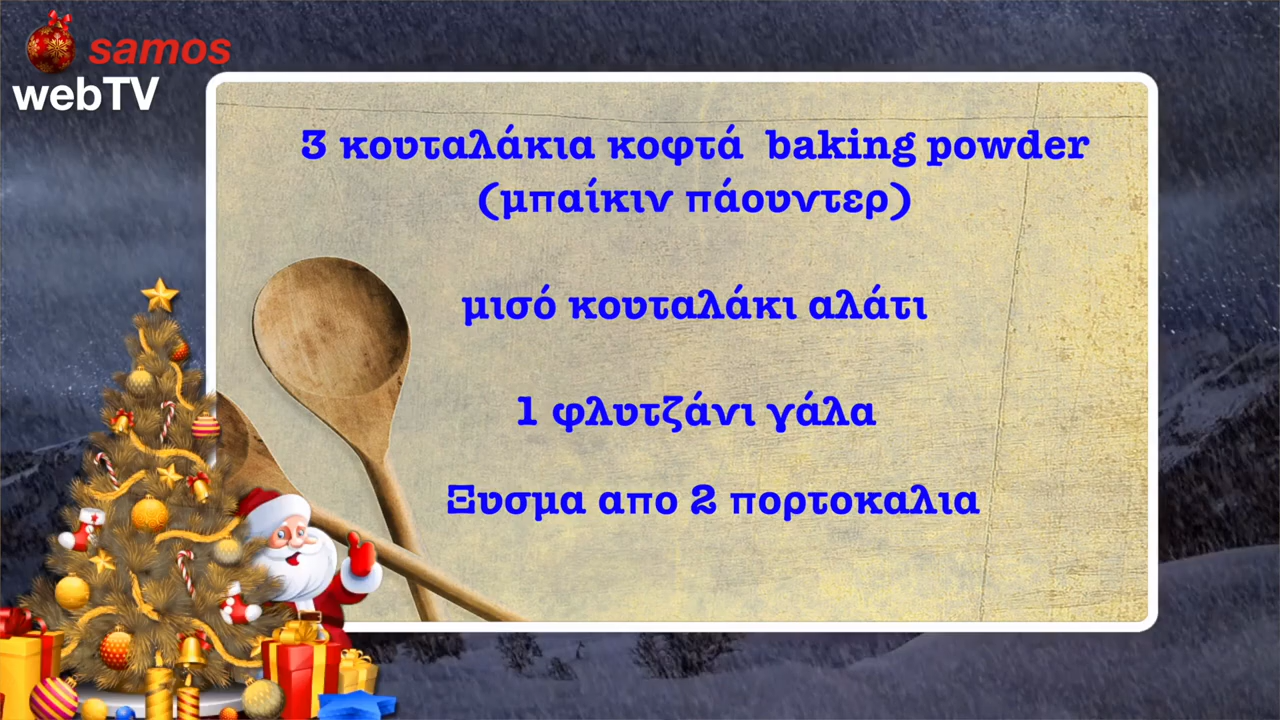 samos
webTV
3 κουταλάκια κοφτά baking powder
(μπαίκιν πάουντερ)
μισό κουταλάκι αλάτι
1 φλυτζάνι γάλα
Ξυσμα απο 2 πορτοκαλια